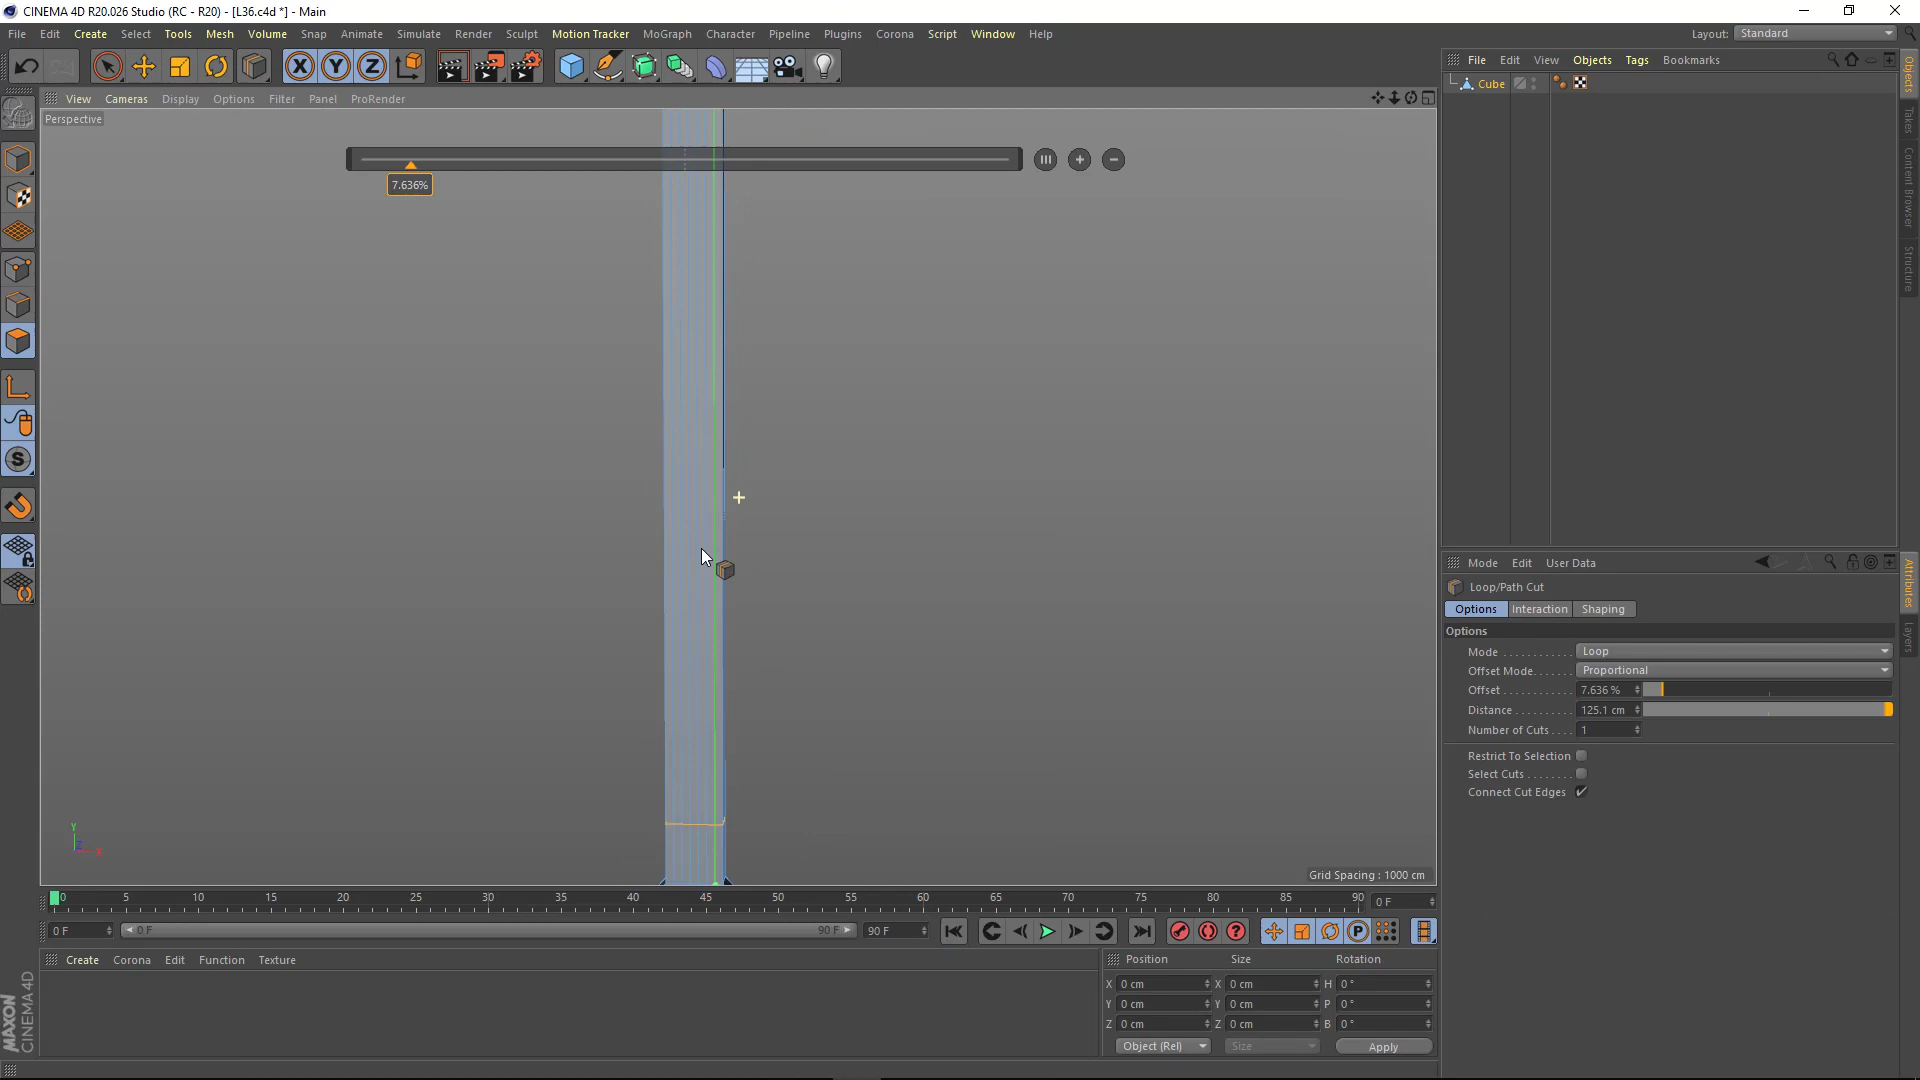 CINEMA 4D R20.026 Studio (RC - R20) - [L36.c4d *] - Main
File Edit Create Select Tools Mesh Volume Snap Animate Simulate Render Sculpt Motion Tracker MoGraph Character Pipeline Plugins Corona Script Window Help Layout: Standard
X Y Z
File Edit View Objects Tags Bookmarks
Cube
View Cameras Display Options Filter Panel ProRender
Perspective
7.636%
Objects
Takes
Content Browser
Structure
Mode Edit User Data
Loop/Path Cut
Options Interaction Shaping
Options
Mode Loop
Offset Mode Proportional
Offset 7.636 %
Distance 125.1 cm
Number of Cuts 1
Restrict To Selection
Select Cuts
Connect Cut Edges ✓
Attributes
Layers
S
Y
Z X
Grid Spacing : 1000 cm
0 5 10 15 20 25 30 35 40 45 50 55 60 65 70 75 80 85 90 0 F
0 F 0 F 90 F 90 F
P
Create Corona Edit Function Texture
Position Size Rotation
X 0 cm X 0 cm H 0 °
Y 0 cm Y 0 cm P 0 °
Z 0 cm Z 0 cm B 0 °
Object (Rel) Size Apply
MAXON
CINEMA 4D